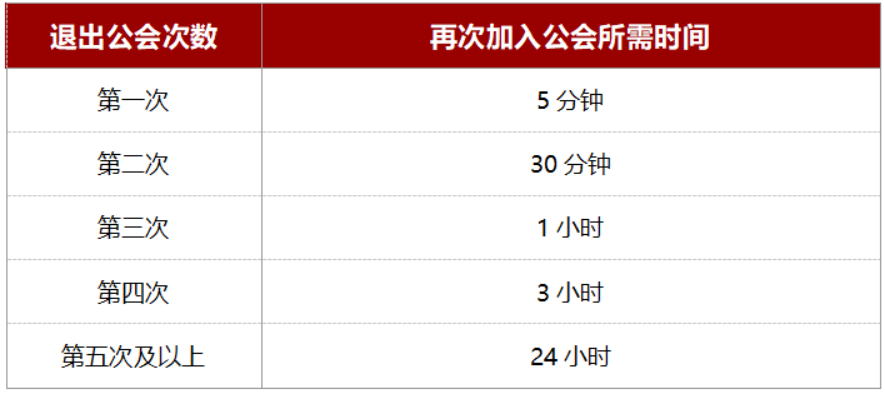 退出公会次数 再次加入公会所需时间
第一次 5 分钟
第二次 30 分钟
第三次 1 小时
第四次 3 小时
第五次及以上 24 小时